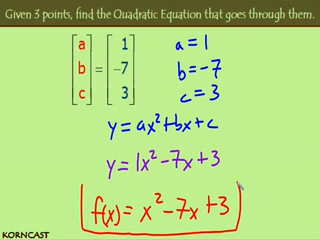 Given 3 points, find the Quadratic Equation that goes through them.
[a b c] = [1 -7 3]
a = 1
b = -7
c = 3
y = ax² + bx + c
y = 1x² - 7x + 3
f(x) = x² - 7x + 3
KORNCAST